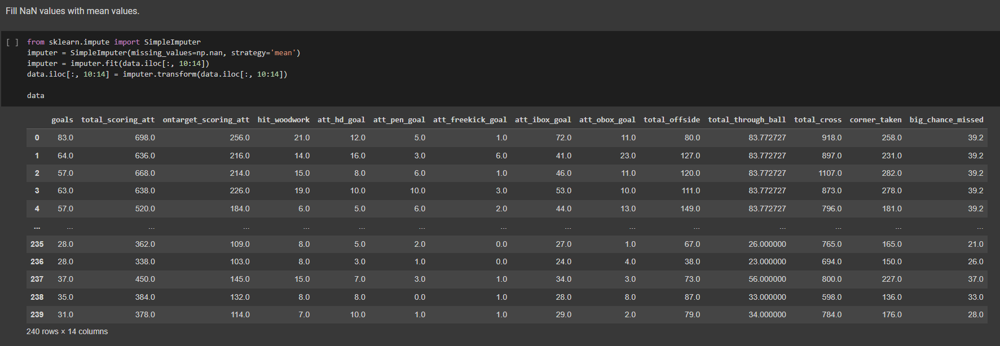 Fill NaN values with mean values.
[ ] from sklearn.impute import SimpleImputer
imputer = SimpleImputer(missing_values=np.nan, strategy='mean')
imputer = imputer.fit(data.iloc[:, 10:14])
data.iloc[:, 10:14] = imputer.transform(data.iloc[:, 10:14])
data
goals total_scoring_att ontarget_scoring_att hit_woodwork att_hd_goal att_pen_goal att_freekick_goal att_ibox_goal att_obox_goal total_offside total_through_ball total_cross corner_taken big_chance_missed
0 83.0 698.0 256.0 21.0 12.0 5.0 1.0 72.0 11.0 80.0 83.772727 918.0 258.0 39.2
1 64.0 636.0 216.0 14.0 16.0 3.0 6.0 41.0 23.0 127.0 83.772727 897.0 231.0 39.2
2 57.0 668.0 214.0 15.0 8.0 6.0 1.0 46.0 11.0 120.0 83.772727 1107.0 282.0 39.2
3 63.0 638.0 226.0 19.0 10.0 10.0 3.0 53.0 10.0 111.0 83.772727 873.0 278.0 39.2
4 57.0 520.0 184.0 6.0 5.0 6.0 2.0 44.0 13.0 149.0 83.772727 796.0 181.0 39.2
... ... ... ... ... ... ... ... ... ... ... ... ... ... ...
235 28.0 362.0 109.0 8.0 5.0 2.0 0.0 27.0 1.0 67.0 26.000000 765.0 165.0 21.0
236 28.0 338.0 103.0 8.0 3.0 1.0 0.0 24.0 4.0 38.0 23.000000 694.0 150.0 26.0
237 37.0 450.0 145.0 15.0 7.0 3.0 1.0 34.0 3.0 73.0 56.000000 800.0 227.0 37.0
238 35.0 384.0 132.0 8.0 8.0 0.0 1.0 28.0 8.0 87.0 33.000000 598.0 136.0 33.0
239 31.0 378.0 114.0 7.0 10.0 1.0 1.0 29.0 2.0 79.0 34.000000 784.0 176.0 28.0
240 rows × 14 columns